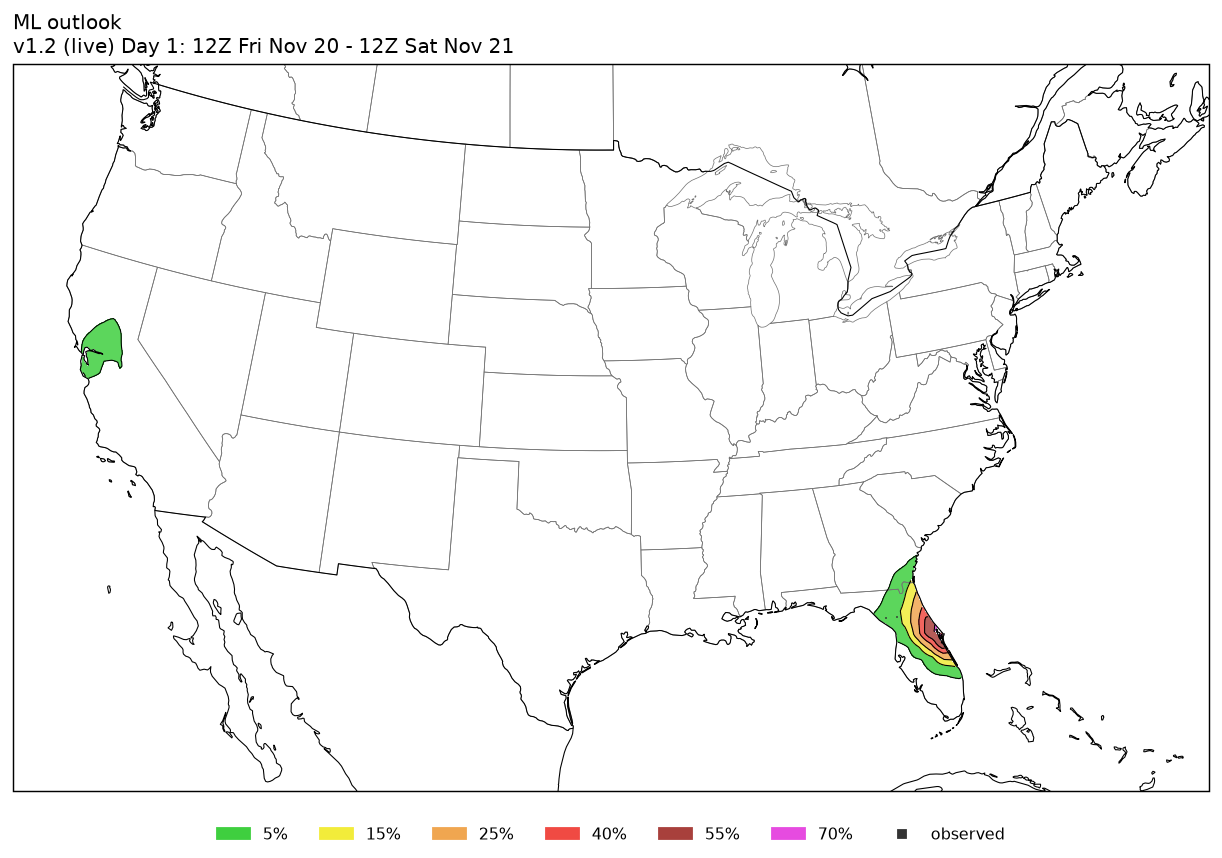 ML outlook
v1.2 (live) Day 1: 12Z Fri Nov 20 - 12Z Sat Nov 21
5% 15% 25% 40% 55% 70% observed